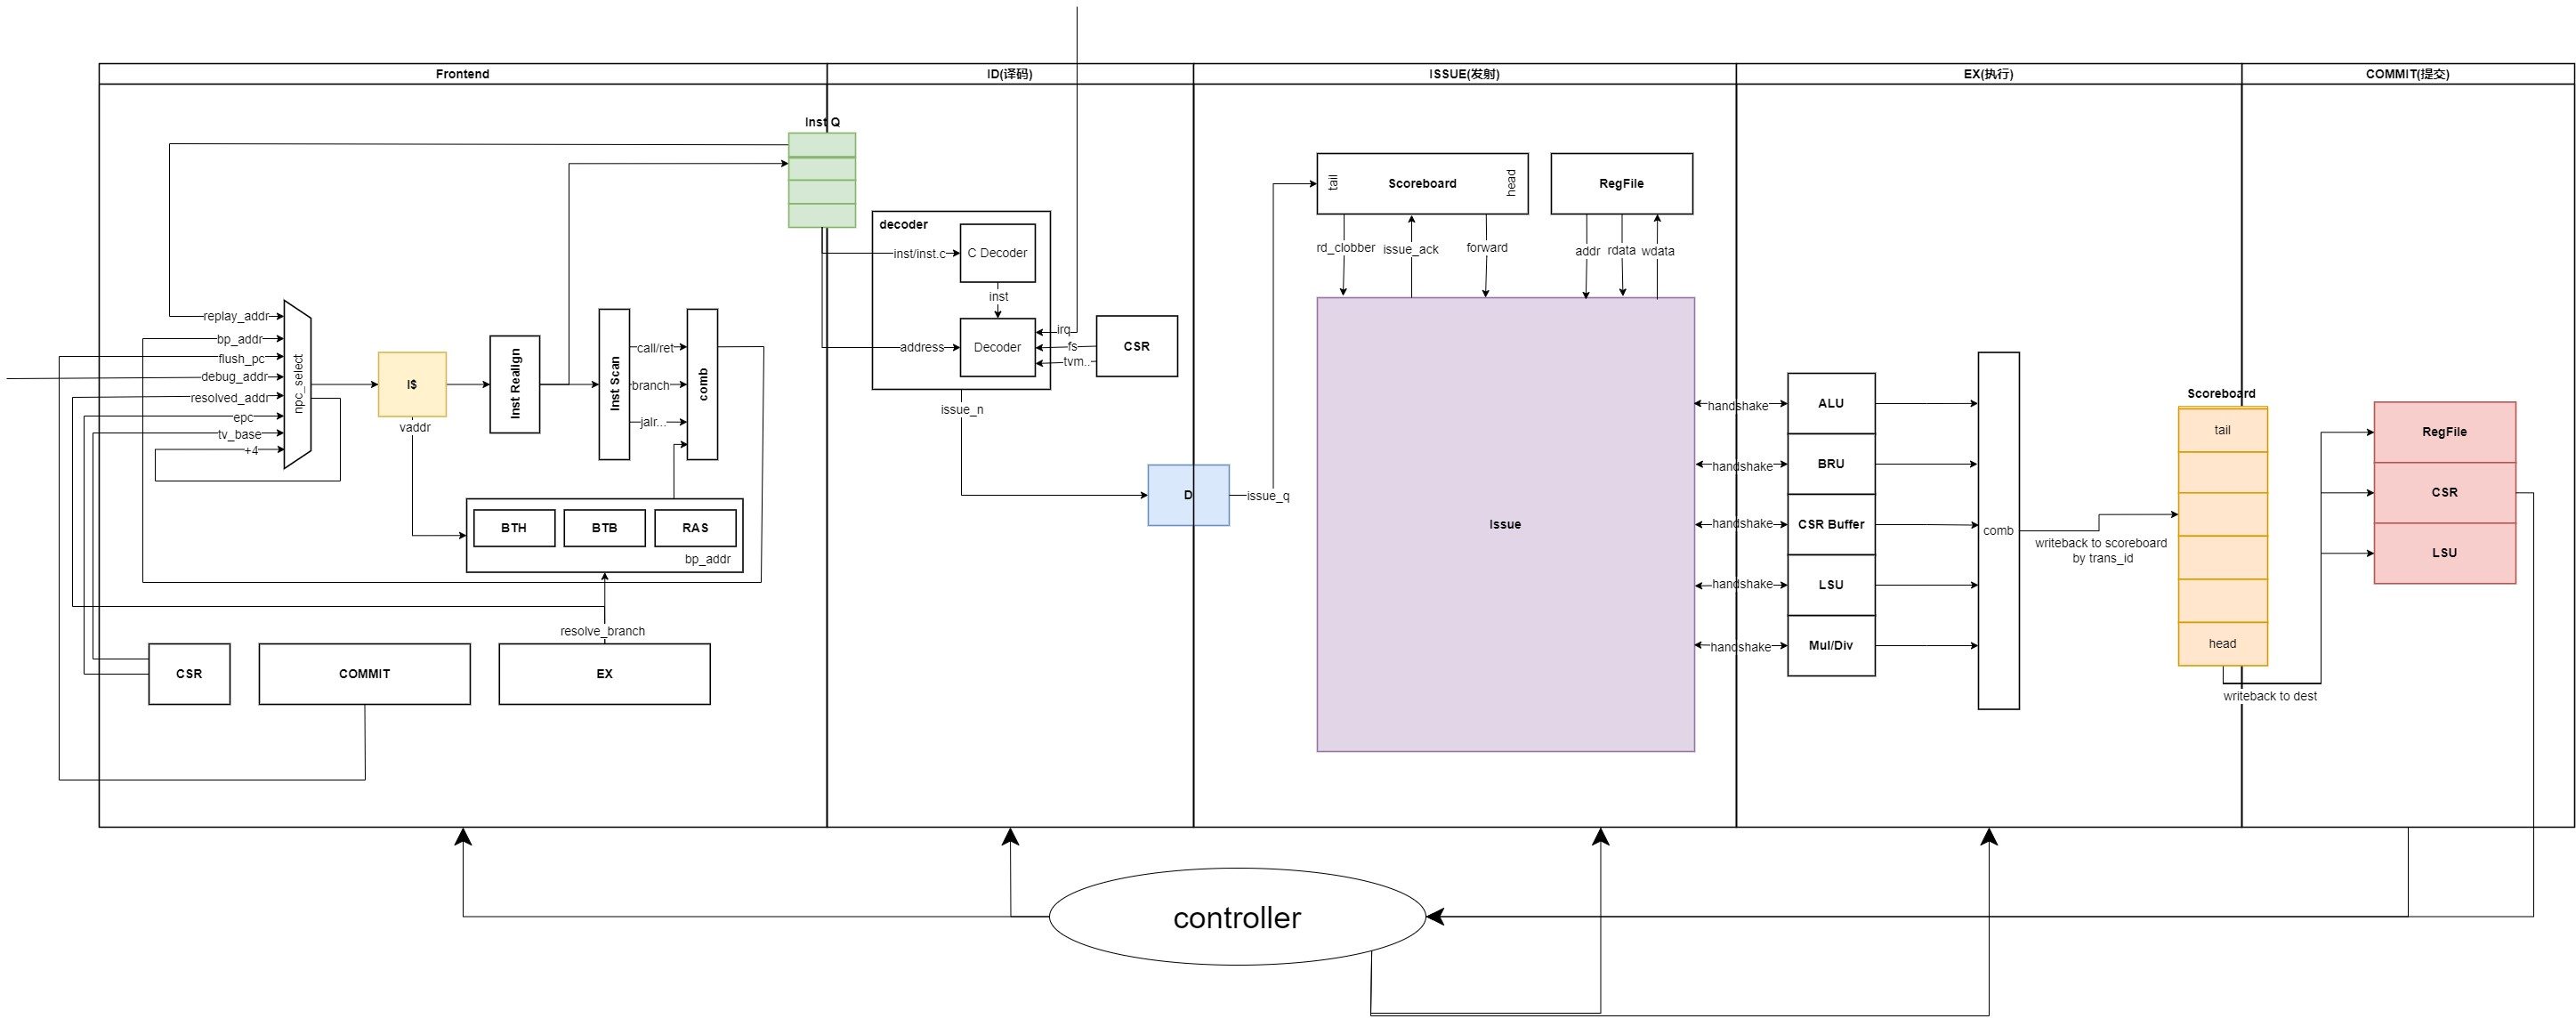 Frontend
ID(译码)
ISSUE(发射)
EX(执行)
COMMIT(提交)
Inst Q
replay_addr
bp_addr
flush_pc
debug_addr
resolved_addr
epc
tv_base
+4
npc_select
I$
vaddr
Inst Realign
Inst Scan
call/ret
branch
jalr...
comb
BTH
BTB
RAS
bp_addr
resolve_branch
CSR
COMMIT
EX
decoder
inst/inst.c
C Decoder
inst
address
Decoder
irq
fs
tvm..
CSR
issue_n
D
issue_q
tail
Scoreboard
head
RegFile
rd_clobber
issue_ack
forward
addr
rdata
wdata
Issue
handshake
handshake
handshake
handshake
handshake
ALU
BRU
CSR Buffer
LSU
Mul/Div
comb
writeback to scoreboard
by trans_id
Scoreboard
tail
head
writeback to dest
RegFile
CSR
LSU
controller